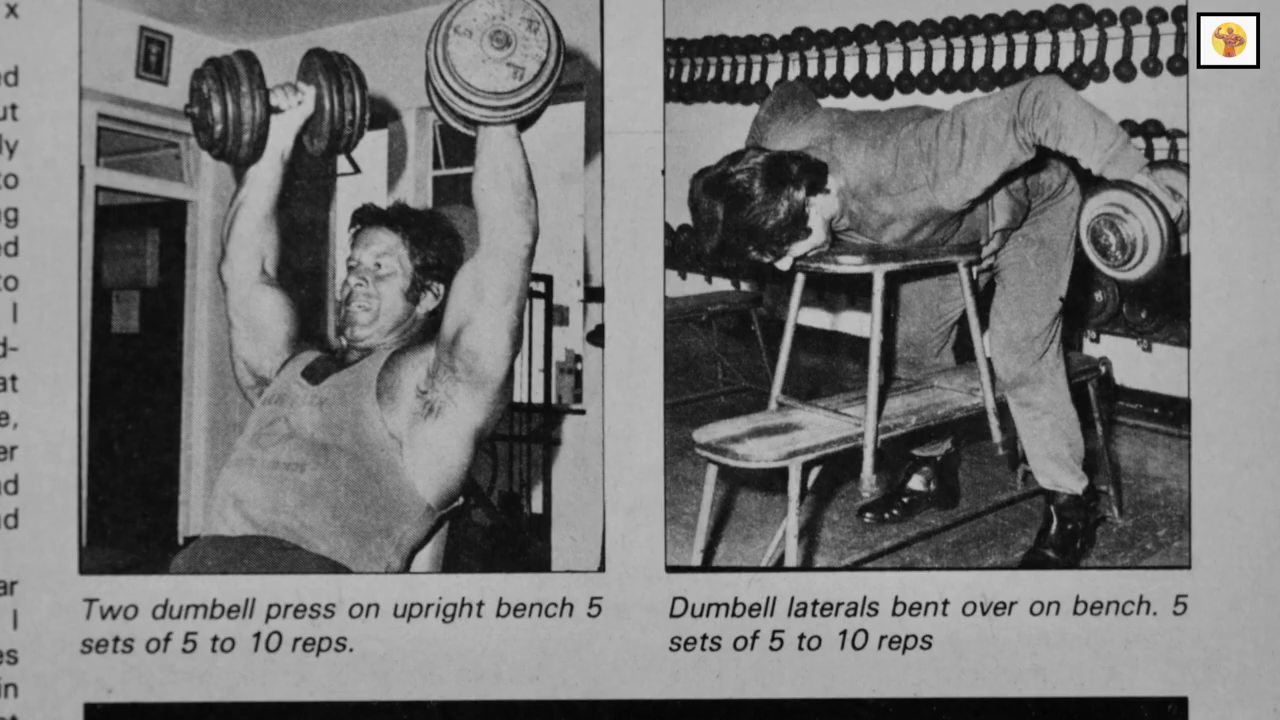 Two dumbell press on upright bench 5
sets of 5 to 10 reps.
Dumbell laterals bent over on bench. 5
sets of 5 to 10 reps